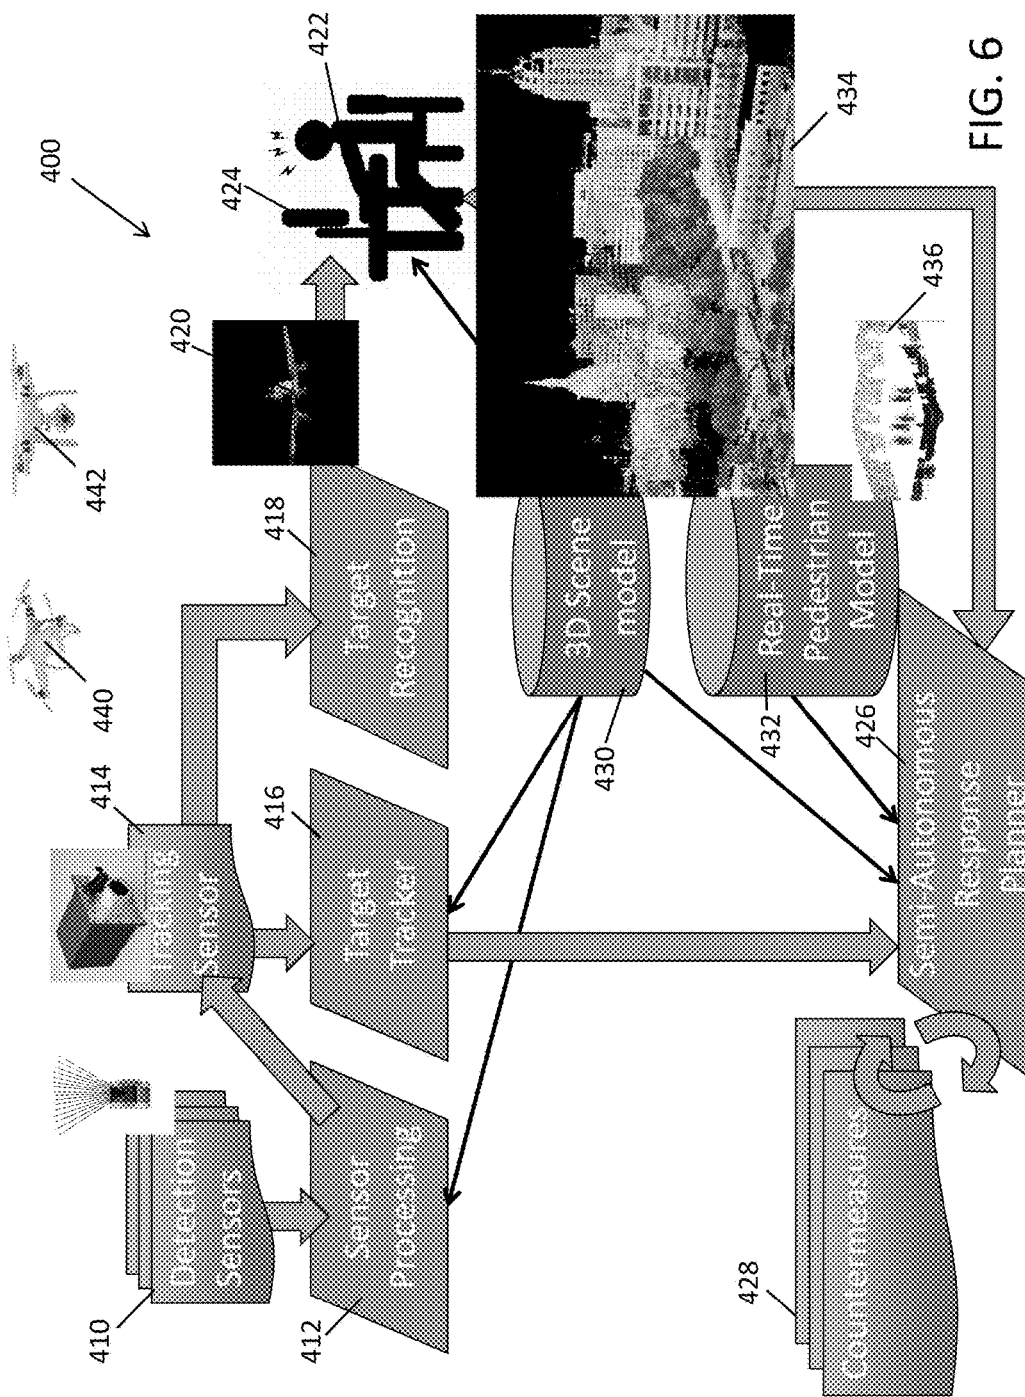 400
440
442
410
Detection
Sensors
414
Tracking
Sensor
420
424
422
412
Sensor
Processing
416
Target
Tracker
418
Target
Recognition
430
3D Scene
model
434
432
Real-Time
Pedestrian
Model
436
428
Countermeasures
426
Semi-Autonomous
Response
Planner
FIG. 6